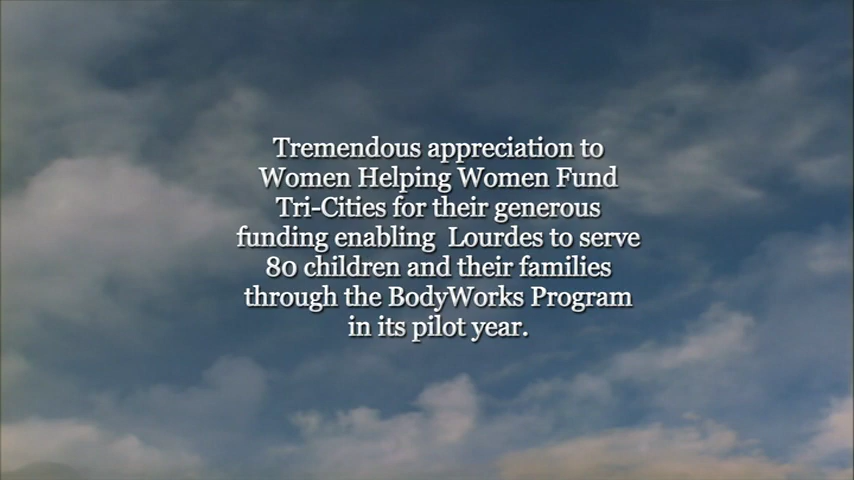 Tremendous appreciation to
Women Helping Women Fund
Tri-Cities for their generous
funding enabling  Lourdes to serve
80 children and their families
through the BodyWorks Program
in its pilot year.